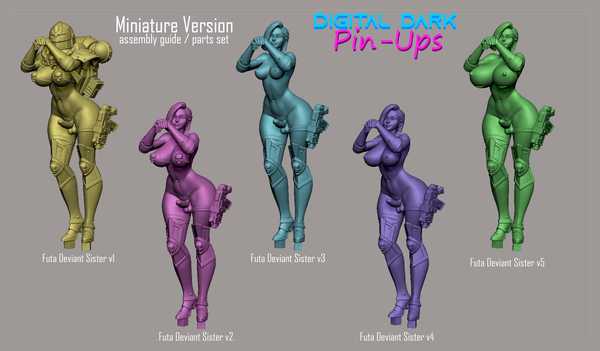 Miniature Version
assembly guide / parts set
DIGITAL DARK
Pin-Ups
Futa Deviant Sister v1
Futa Deviant Sister v2
Futa Deviant Sister v3
Futa Deviant Sister v4
Futa Deviant Sister v5